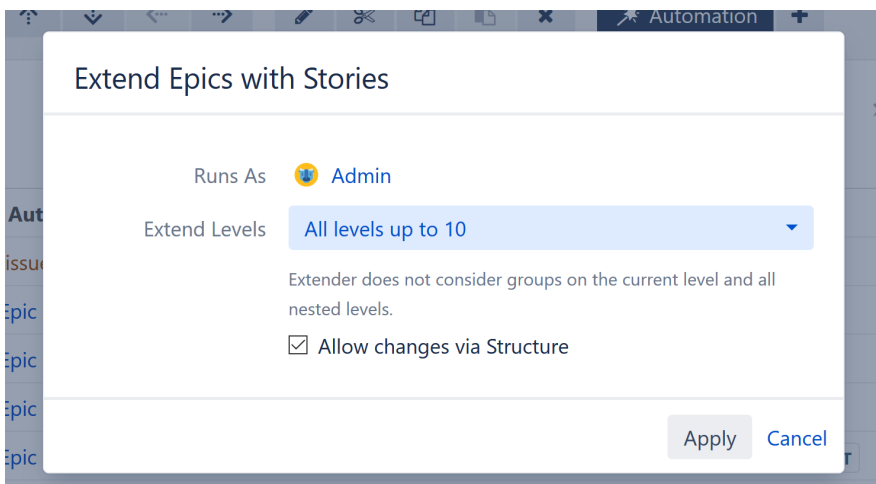 Automation
Extend Epics with Stories
Runs As Admin
Aut
Extend Levels All levels up to 10
issue
Extender does not consider groups on the current level and all
Epic
nested levels.
Allow changes via Structure
Epic
Epic
Apply Cancel
Epic
T